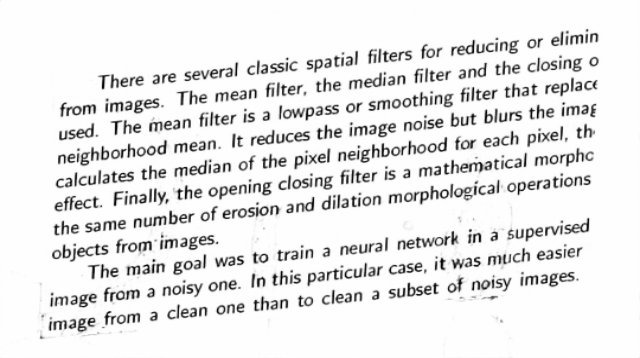 There are several classic spatial filters for reducing or elimin
from images. The mean filter, the median filter and the closing o
used. The mean filter is a lowpass or smoothing filter that replace
neighborhood mean. It reduces the image noise but blurs the imag
calculates the median of the pixel neighborhood for each pixel, th
effect. Finally, the opening closing filter is a mathematical morpho
the same number of erosion and dilation morphological operations
objects from images.
The main goal was to train a neural network in a supervised
image from a noisy one. In this particular case, it was much easier
image from a clean one than to clean a subset of noisy images.